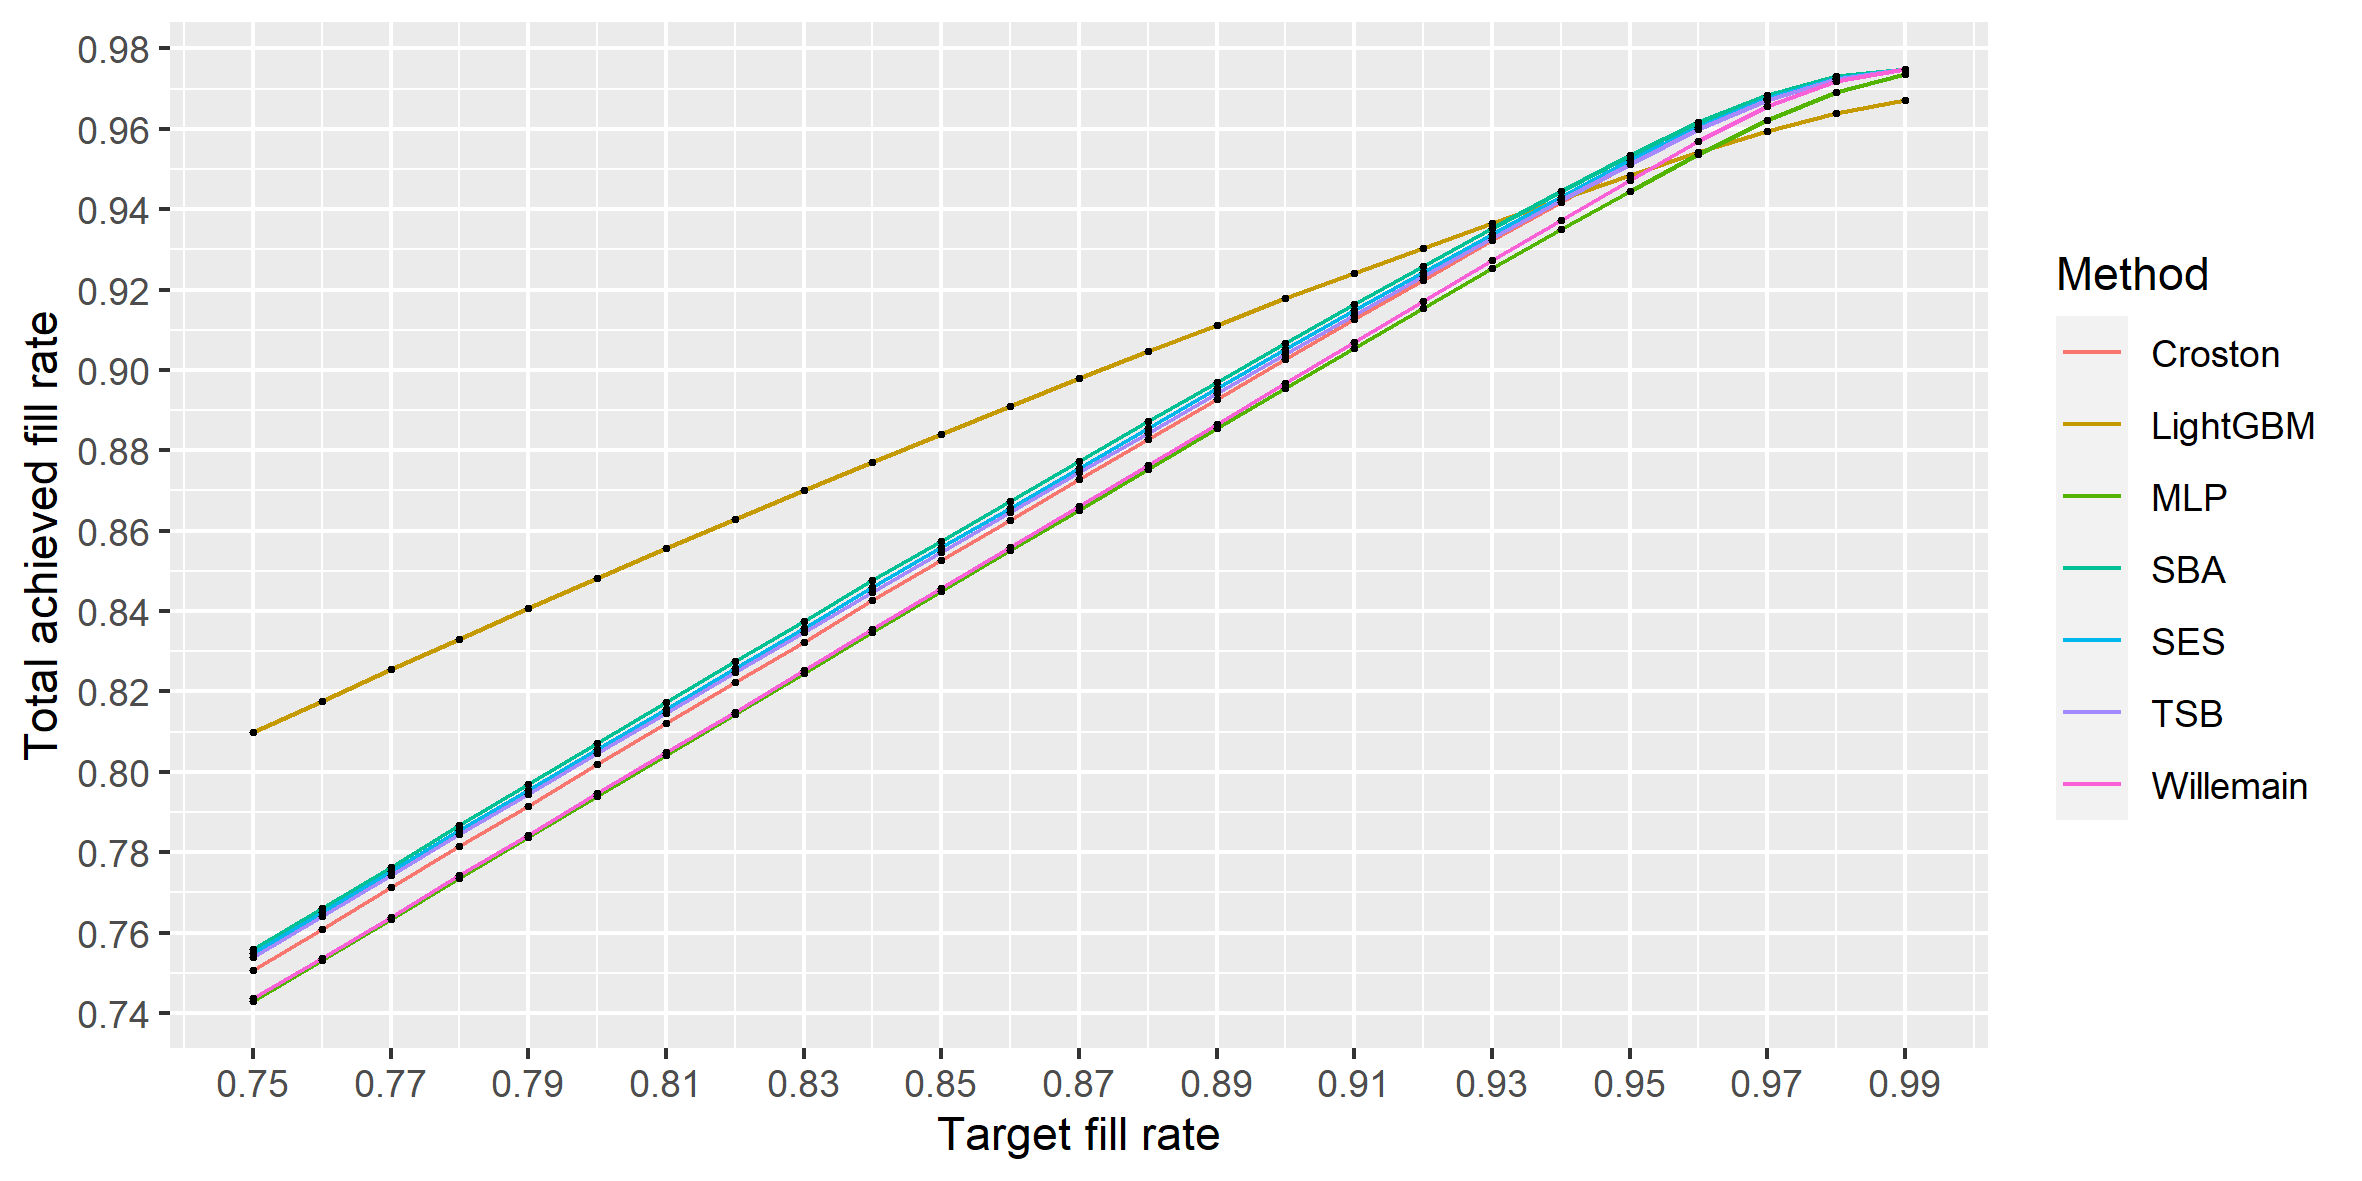 0.98
0.96
0.94
0.92
0.90
0.88
0.86
0.84
0.82
0.80
0.78
0.76
0.74
Total achieved fill rate
0.75 0.77 0.79 0.81 0.83 0.85 0.87 0.89 0.91 0.93 0.95 0.97 0.99
Target fill rate
Method
Croston
LightGBM
MLP
SBA
SES
TSB
Willemain